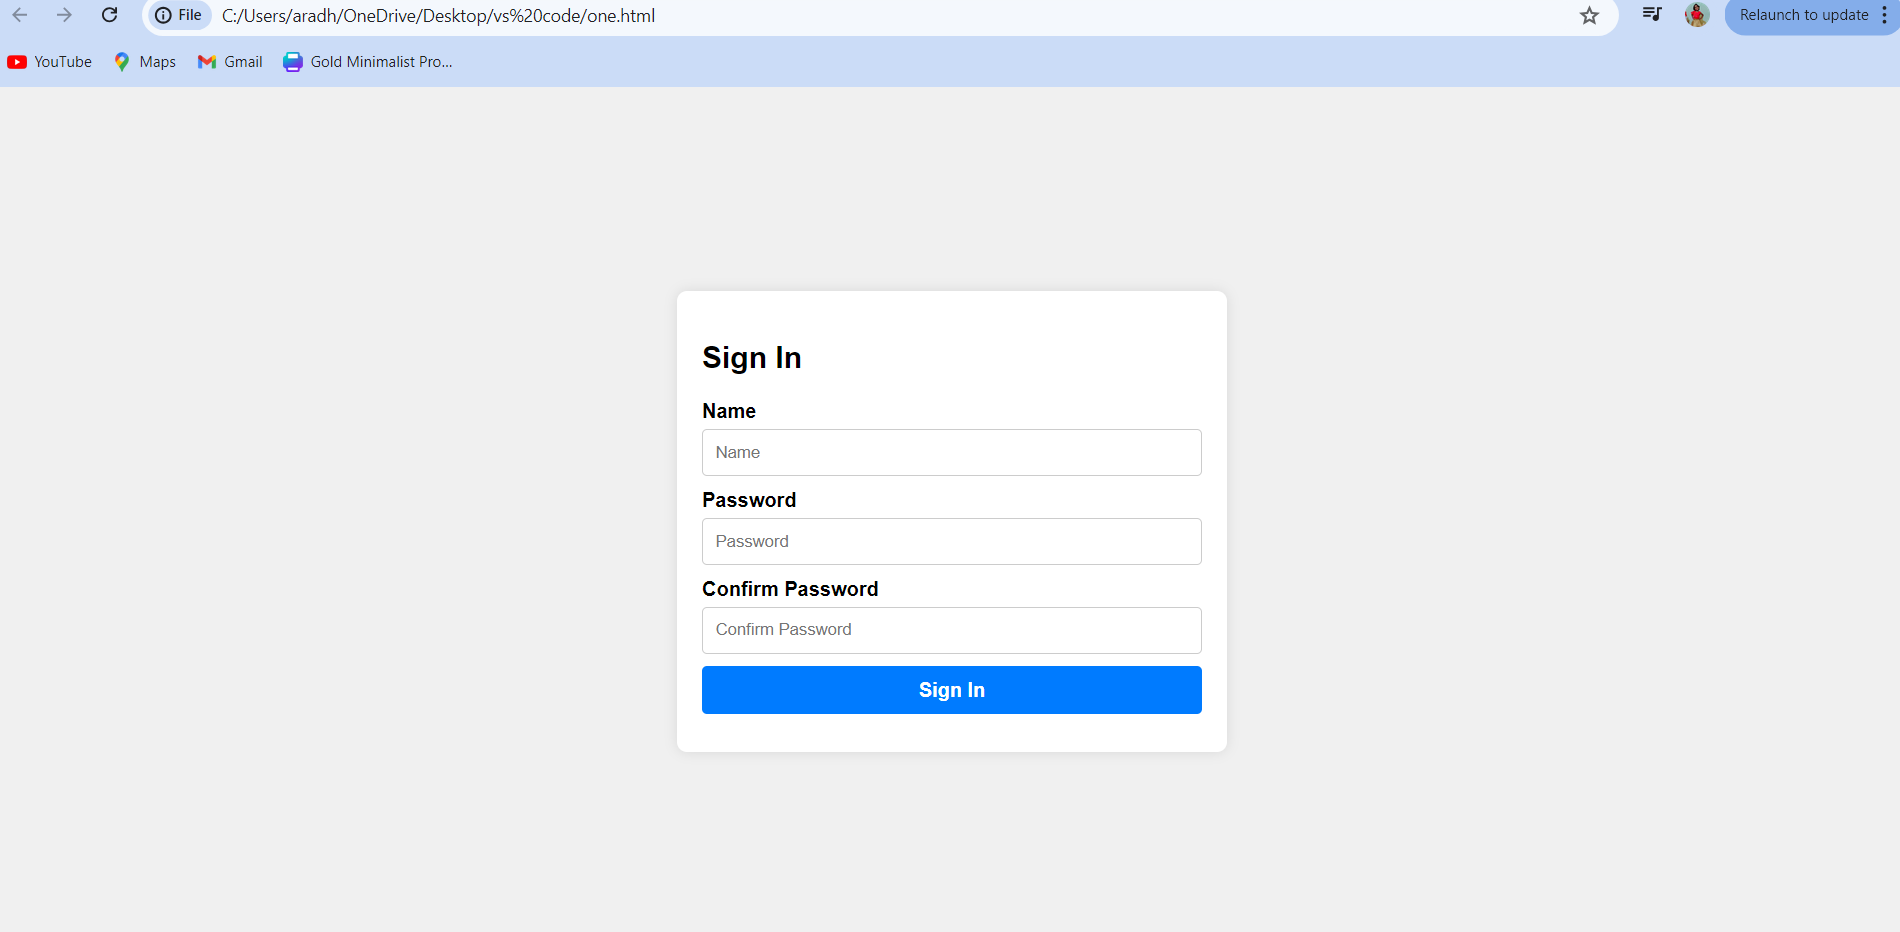 File C:/Users/aradh/OneDrive/Desktop/vs%20code/one.html Relaunch to update
YouTube Maps Gmail Gold Minimalist Pro...
Sign In
Name
Name
Password
Password
Confirm Password
Confirm Password
Sign In